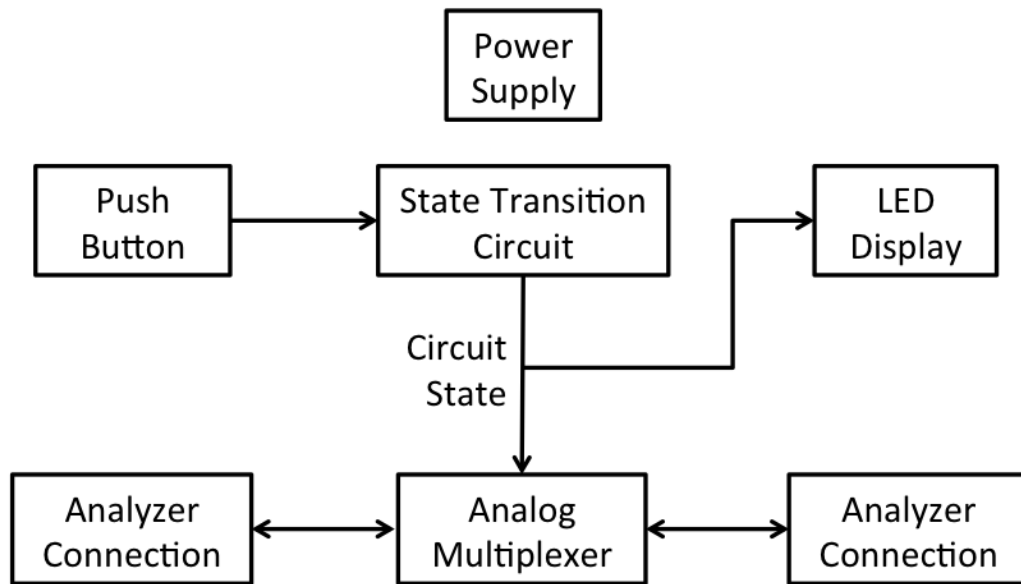 Power
Supply
Push
Button
State Transition
Circuit
LED
Display
Circuit
State
Analyzer
Connection
Analog
Multiplexer
Analyzer
Connection